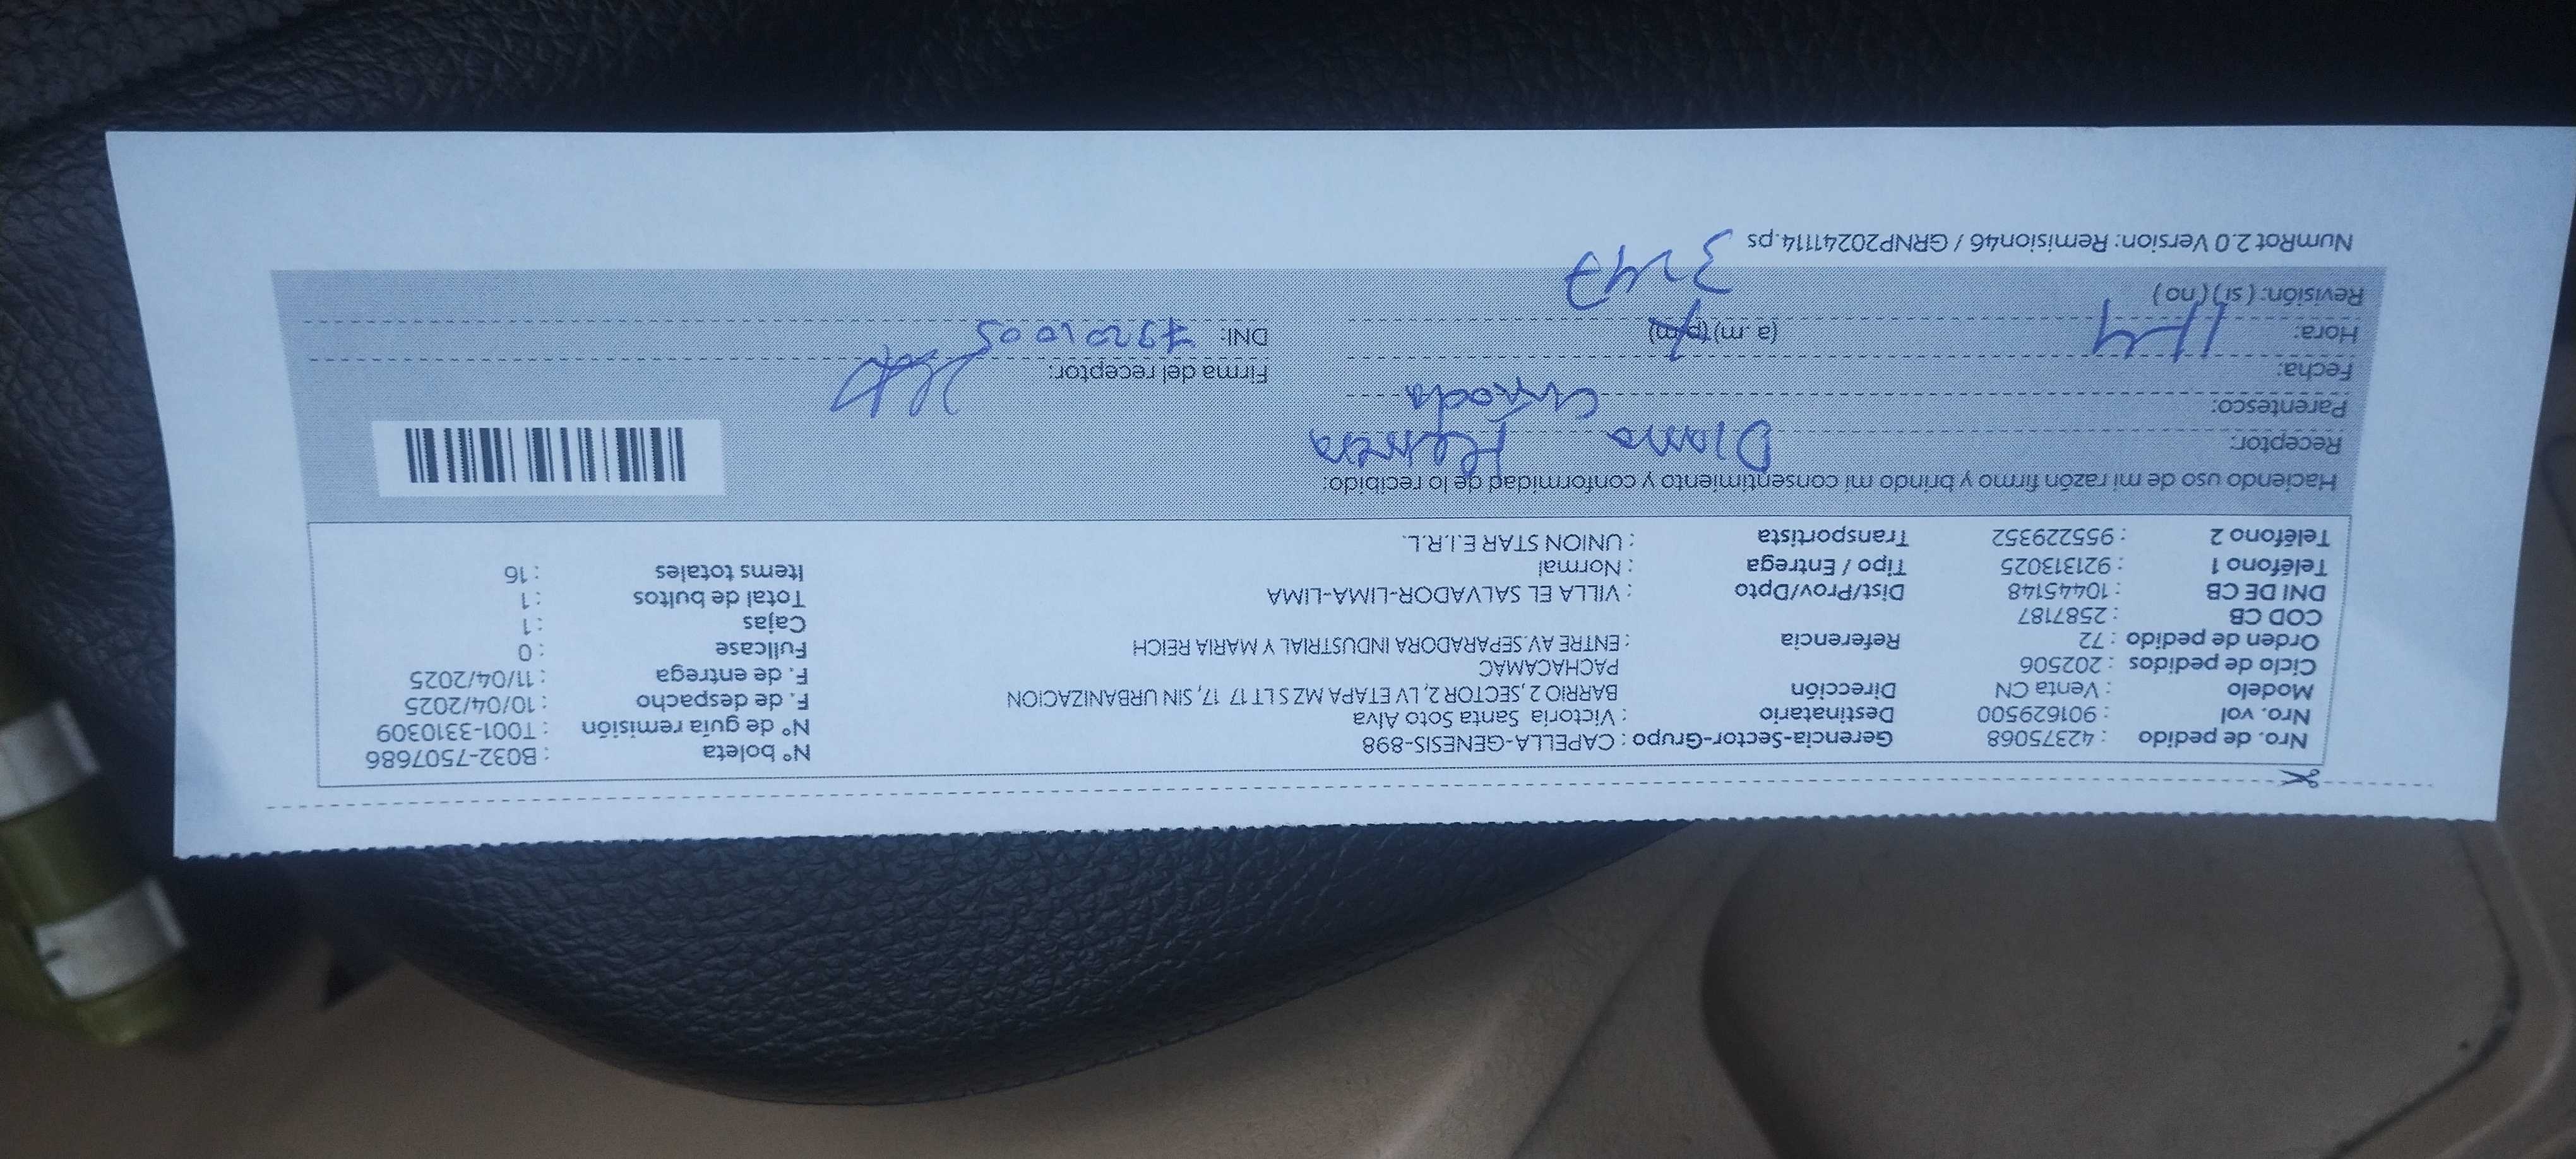 Nro. de pedido : 42375068 Gerencia-Sector-Grupo : CAPELLA-GENESIS-898 N° boleta : B032-7507686
Nro. vol : 901629500 Destinatario : Victoria Santa Soto Alva N° de guía remisión : T001-3310309
Modelo : Venta CN Dirección BARRIO 2, SECTOR 2, LV ETAPA MZ S LT 17 17, SIN URBANIZACION F. de despacho : 10/04/2025
PACHACAMAC
Ciclo de pedidos : 202506 F. de entrega : 11/04/2025
Orden de pedido : 72 Referencia : ENTRE AV.SEPARADORA INDUSTRIAL Y MARIA REICH Fullcase : 0
COD CB : 2587187 Cajas : 1
DNI DE CB : 10445148 Dist/Prov/Dpto : VILLA EL SALVADOR-LIMA-LIMA Total de bultos : 1
Teléfono 1 : 921313025 Tipo / Entrega : Normal Items totales : 16
Teléfono 2 : 955229352 Transportista : UNION STAR E.I.R.L.
Haciendo uso de mi razón firmo y brindo mi consentimiento y conformidad de lo recibido:
Receptor: Diana
Parentesco:
Fecha: Firma del receptor:
Hora: 11-4 (a .m) (p.m) DNI:
Revisión: ( si ) ( no ) 3247
NumRot 2.0 Version: Remision46 / GRNP20241114.ps